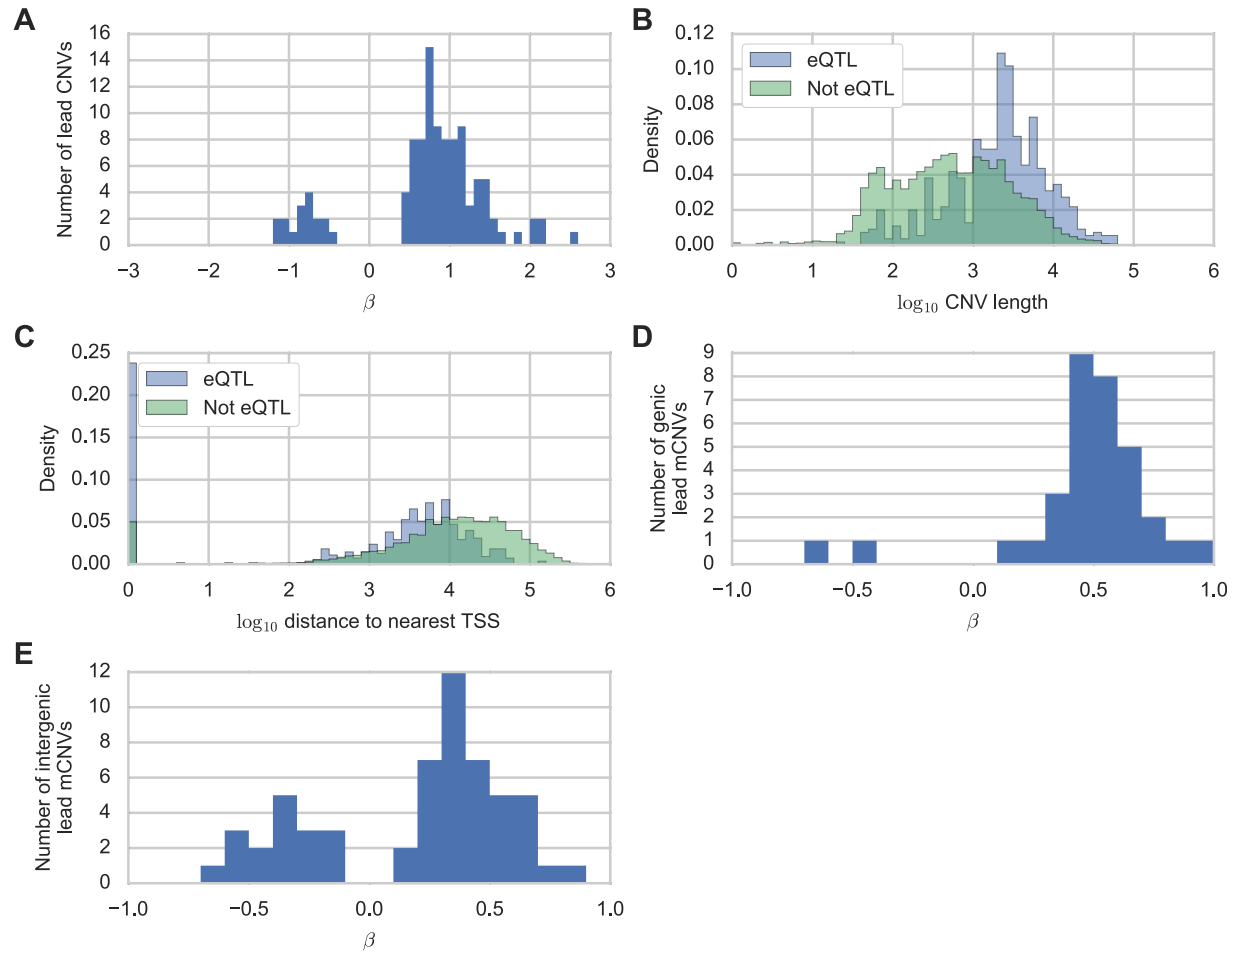 A
Number of lead CNVs
16
14
12
10
8
6
4
2
0
−3 −2 −1 0 1 2 3
β
B
Density
0.12
0.10
0.08
0.06
0.04
0.02
0.00
eQTL
Not eQTL
0 1 2 3 4 5 6
log10 CNV length
C
Density
0.25
0.20
0.15
0.10
0.05
0.00
eQTL
Not eQTL
0 1 2 3 4 5 6
log10 distance to nearest TSS
D
Number of genic
lead mCNVs
9
8
7
6
5
4
3
2
1
0
−1.0 −0.5 0.0 0.5 1.0
β
E
Number of intergenic
lead mCNVs
12
10
8
6
4
2
0
−1.0 −0.5 0.0 0.5 1.0
β